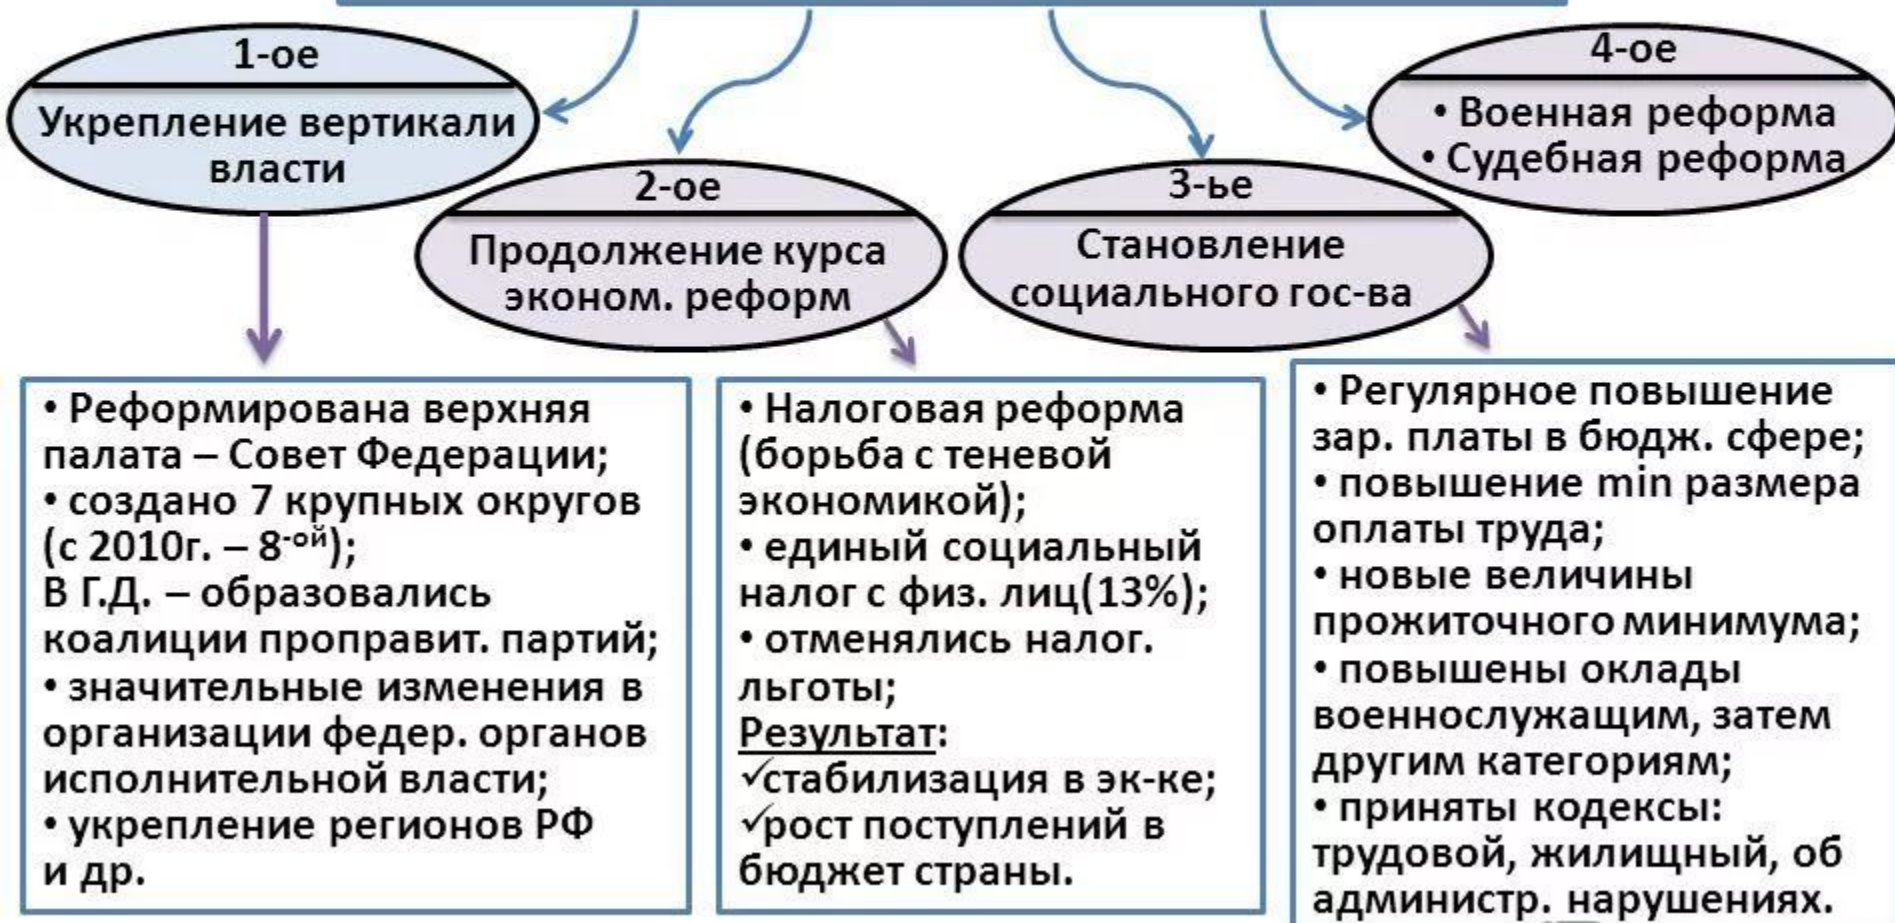 1-ое
Укрепление вертикали
власти
2-ое
Продолжение курса
эконом. реформ
3-ье
Становление
социального гос-ва
4-ое
• Военная реформа
• Судебная реформа
• Реформирована верхняя
палата – Совет Федерации;
• создано 7 крупных округов
(с 2010г. – 8-ой);
В Г.Д. – образовались
коалиции проправит. партий;
• значительные изменения в
организации федер. органов
исполнительной власти;
• укрепление регионов РФ
и др.
• Налоговая реформа
(борьба с теневой
экономикой);
• единый социальный
налог с физ. лиц(13%);
• отменялись налог.
льготы;
Результат:
✓стабилизация в эк-ке;
✓рост поступлений в
бюджет страны.
• Регулярное повышение
зар. платы в бюдж. сфере;
• повышение min размера
оплаты труда;
• новые величины
прожиточного минимума;
• повышены оклады
военнослужащим, затем
другим категориям;
• приняты кодексы:
трудовой, жилищный, об
администр. нарушениях.